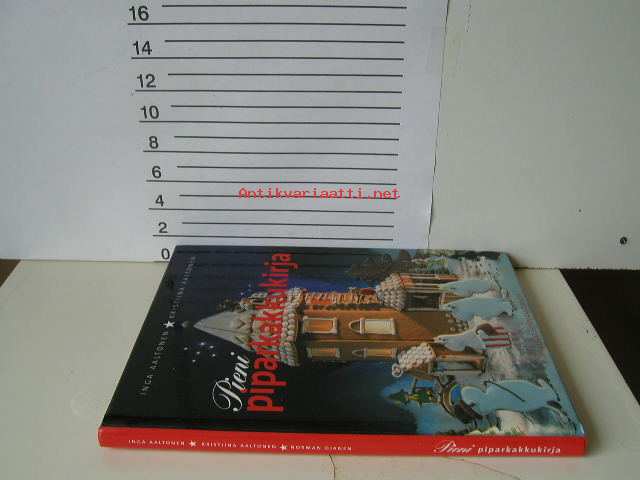 16
14
12
10
8
6
4
2
0
Antikvariaatti.net
INGA AALTONEN ★ KRISTIINA AALTONEN
Pieni
piparkakkukirja
INGA AALTONEN ★ KRISTIINA AALTONEN ★ NORMAN OJANEN
Pieni piparkakkukirja